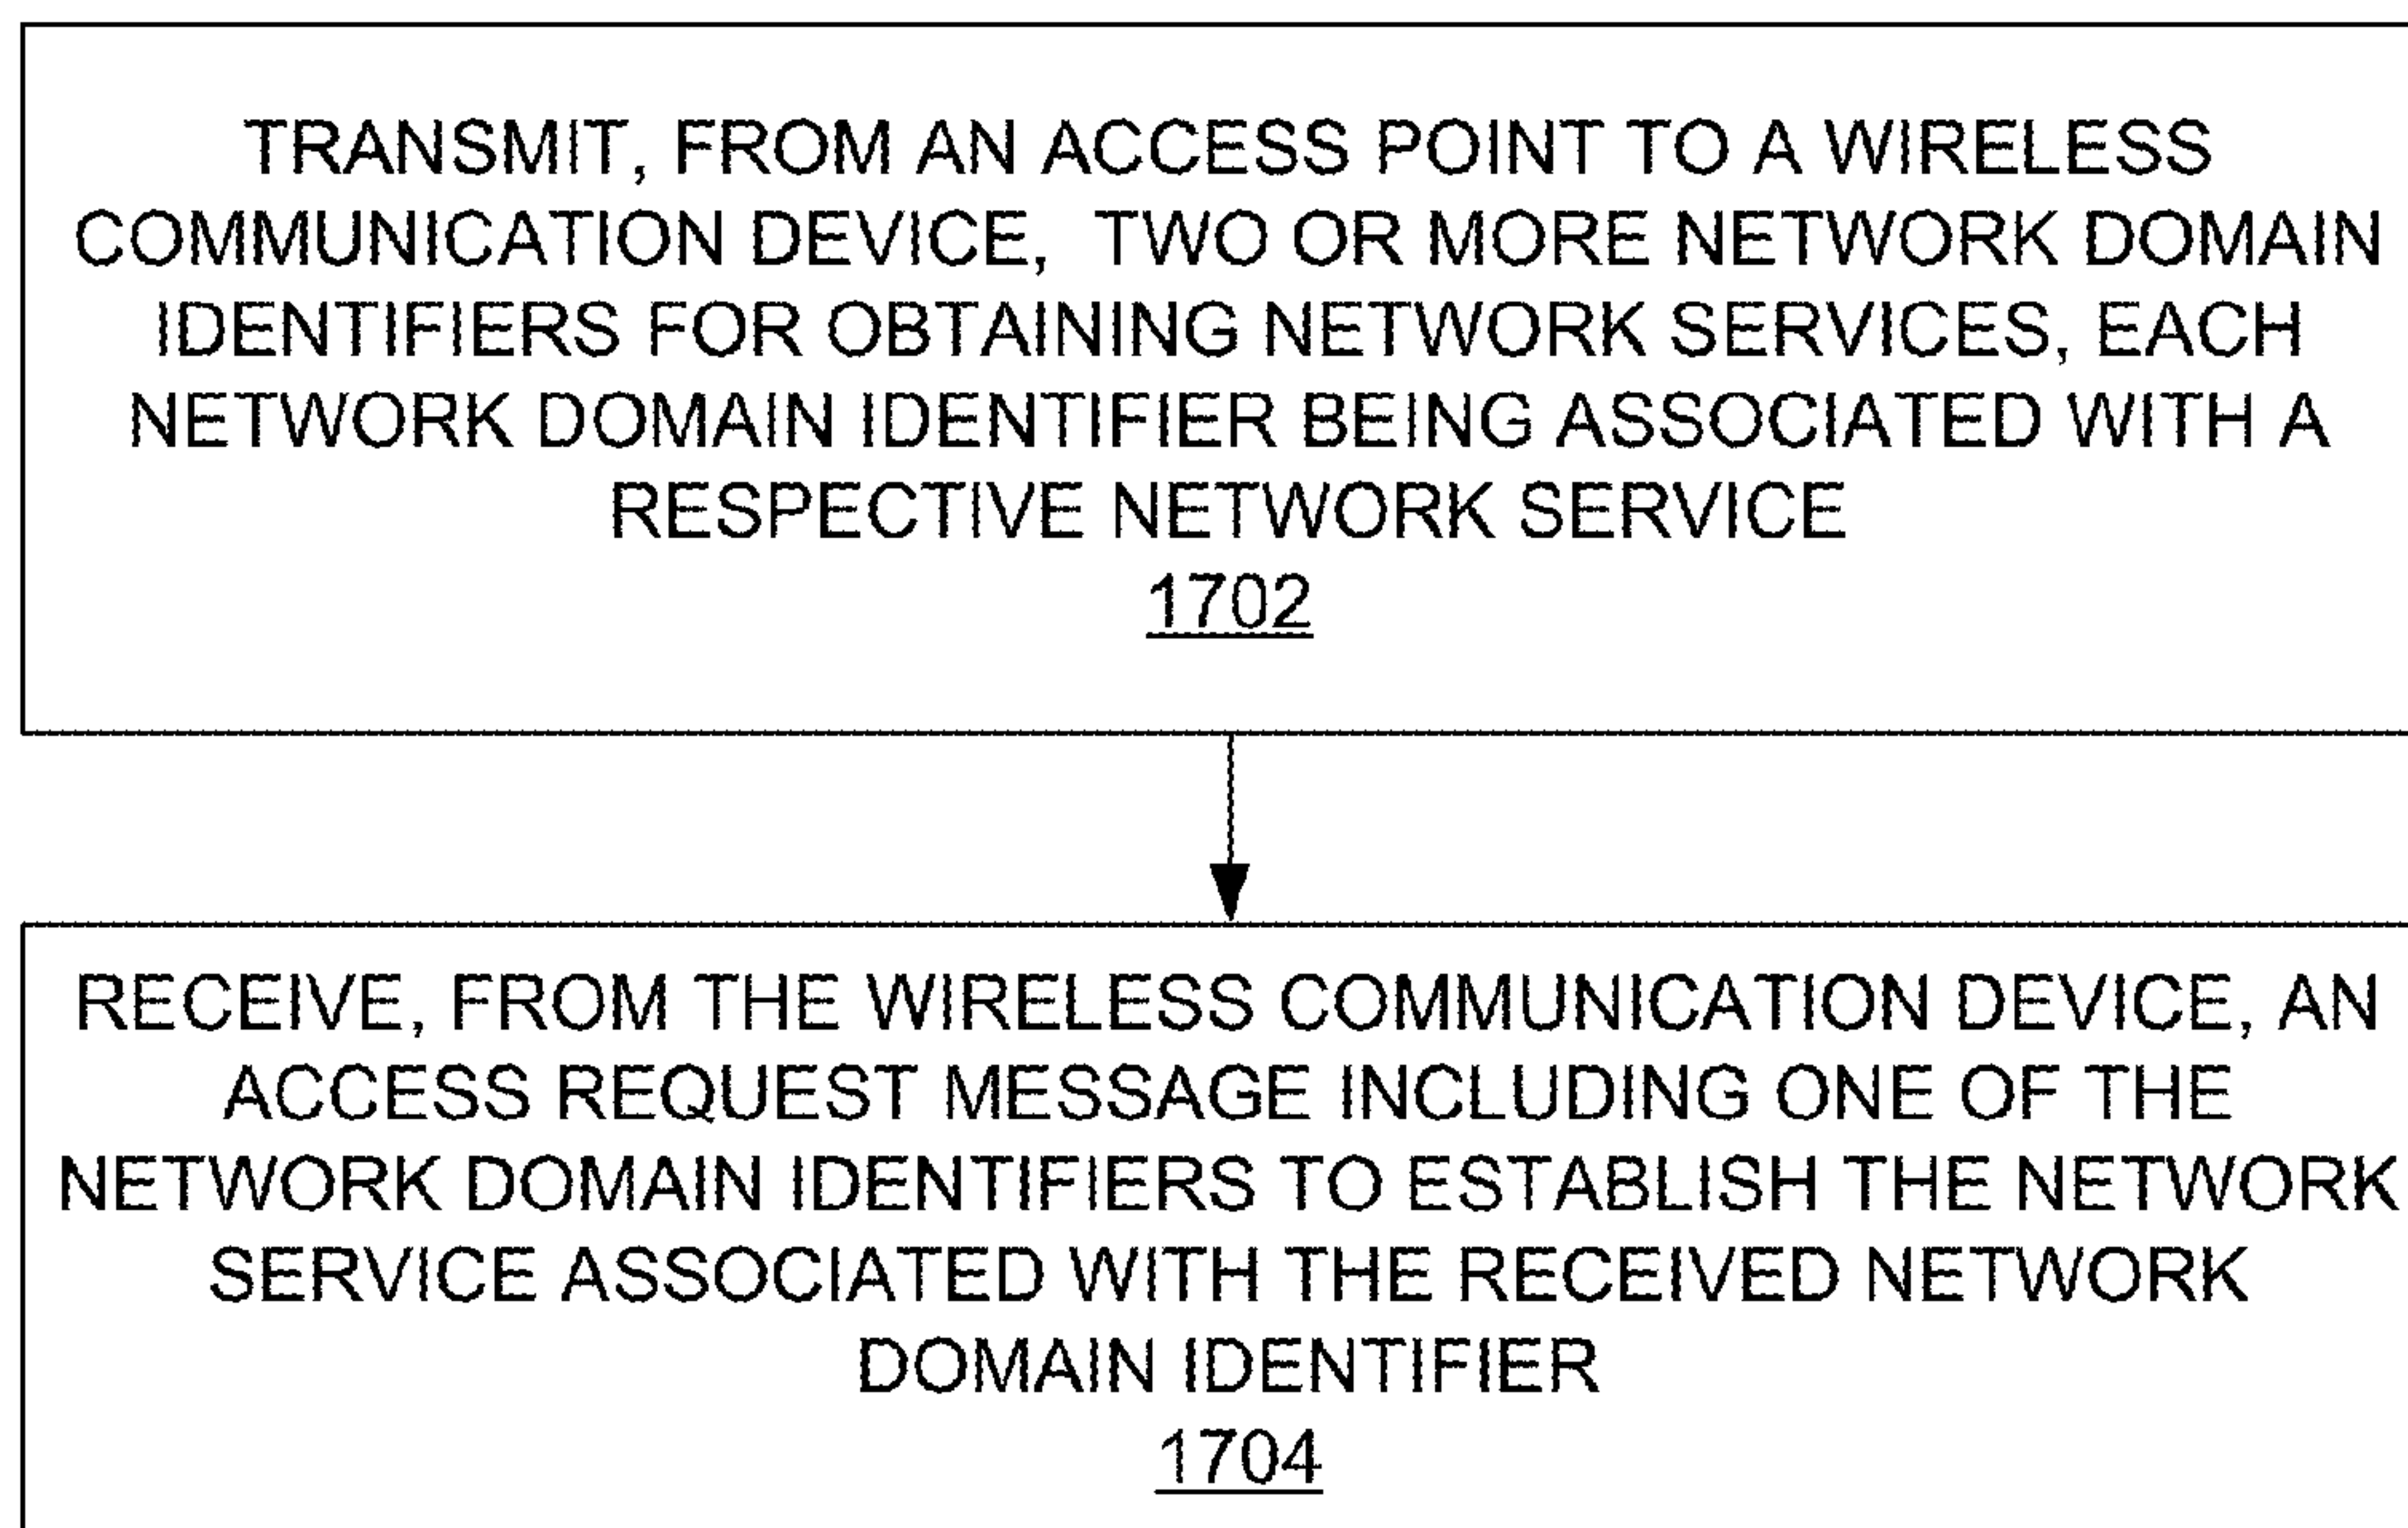 TRANSMIT, FROM AN ACCESS POINT TO A WIRELESS
COMMUNICATION DEVICE, TWO OR MORE NETWORK DOMAIN
IDENTIFIERS FOR OBTAINING NETWORK SERVICES, EACH
NETWORK DOMAIN IDENTIFIER BEING ASSOCIATED WITH A
RESPECTIVE NETWORK SERVICE
1702
RECEIVE, FROM THE WIRELESS COMMUNICATION DEVICE, AN
ACCESS REQUEST MESSAGE INCLUDING ONE OF THE
NETWORK DOMAIN IDENTIFIERS TO ESTABLISH THE NETWORK
SERVICE ASSOCIATED WITH THE RECEIVED NETWORK
DOMAIN IDENTIFIER
1704